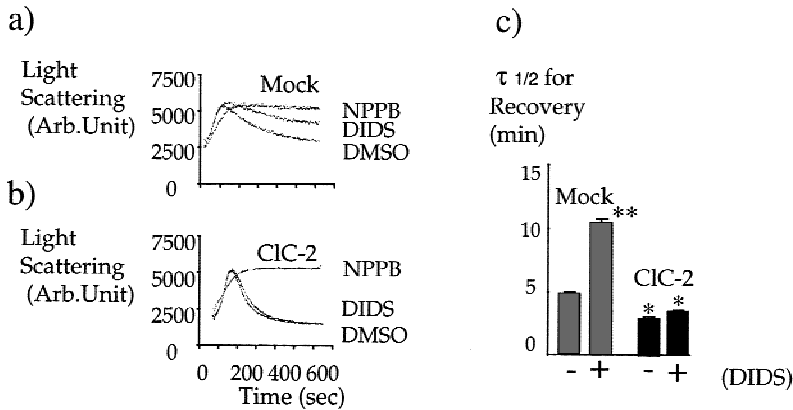 a)
Light
Scattering
(Arb.Unit)
7500
5000
2500
0
Mock
NPPB
DIDS
DMSO
b)
Light
Scattering
(Arb.Unit)
7500
5000
2500
0
ClC-2
NPPB
DIDS
DMSO
0 200 400 600
Time (sec)
c)
τ 1/2 for
Recovery
(min)
15
10
5
0
Mock
**
ClC-2
* *
- + - + (DIDS)